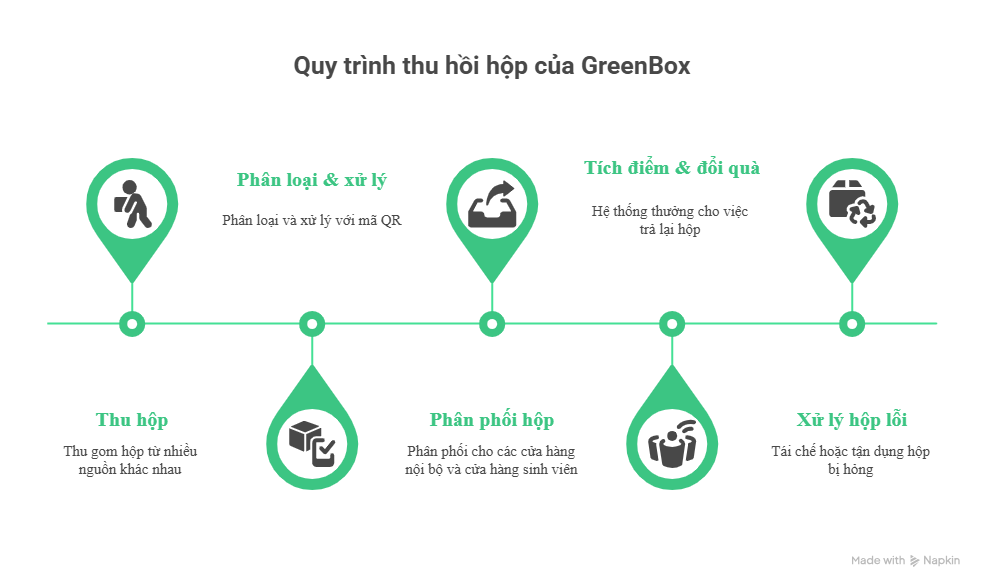 Quy trình thu hồi hộp của GreenBox
Phân loại & xử lý
Phân loại và xử lý với mã QR
Tích điểm & đổi quà
Hệ thống thưởng cho việc
trả lại hộp
Thu hộp
Thu gom hộp từ nhiều
nguồn khác nhau
Phân phối hộp
Phân phối cho các cửa hàng
nội bộ và cửa hàng sinh viên
Xử lý hộp lỗi
Tái chế hoặc tận dụng hộp
bị hỏng
Made with Napkin